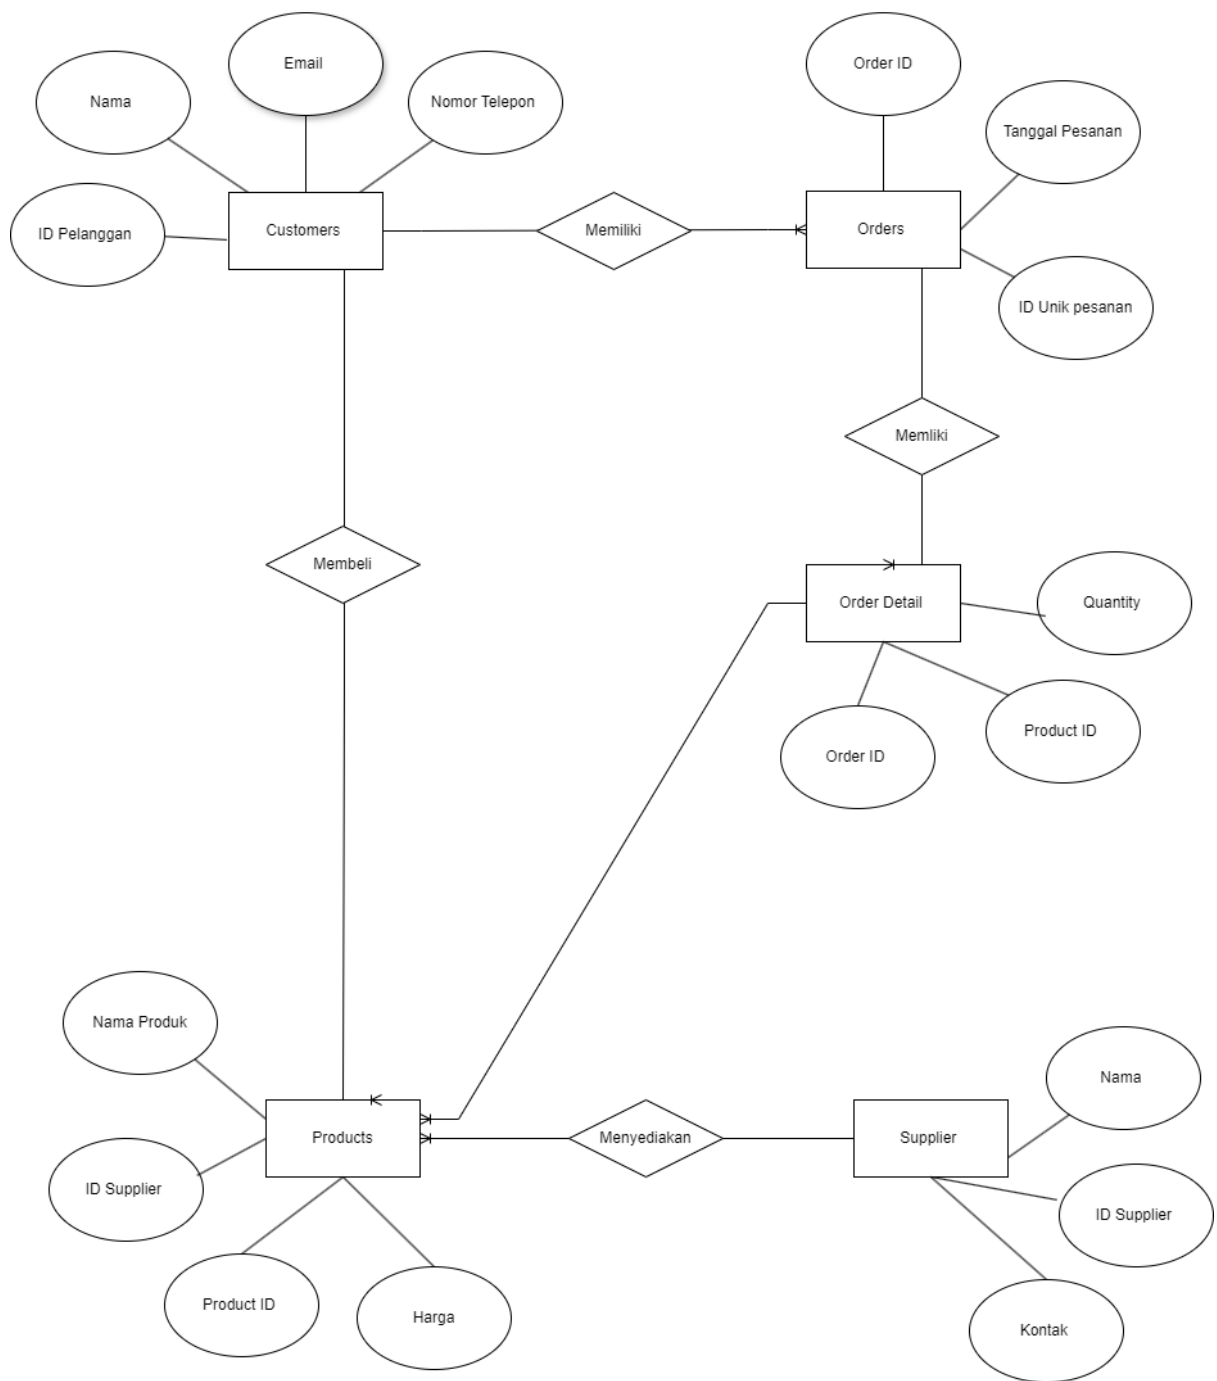 Email
Order ID
Nama
Nomor Telepon
Tanggal Pesanan
ID Pelanggan
Customers
Memiliki
Orders
ID Unik pesanan
Memliki
Membeli
Order Detail
Quantity
Product ID
Order ID
Nama Produk
Nama
Products
Menyediakan
Supplier
ID Supplier
ID Supplier
Product ID
Harga
Kontak